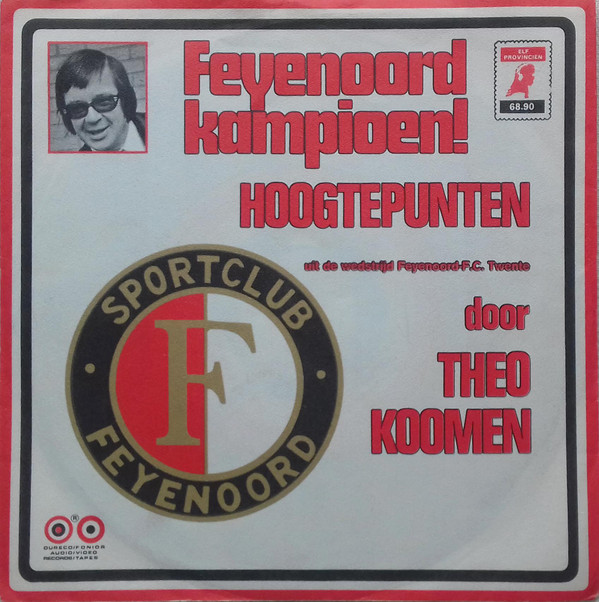 Feyenoord
kampioen!
ELF
PROVINCIEN
68.90
HOOGTEPUNTEN
uit de wedstrijd Feyenoord-F.C. Twente
door
THEO
KOOMEN
SPORTCLUB
F
FEYENOORD
®
DURECO/FONIOR
AUDIO/VIDEO
RECORDS/TAPES